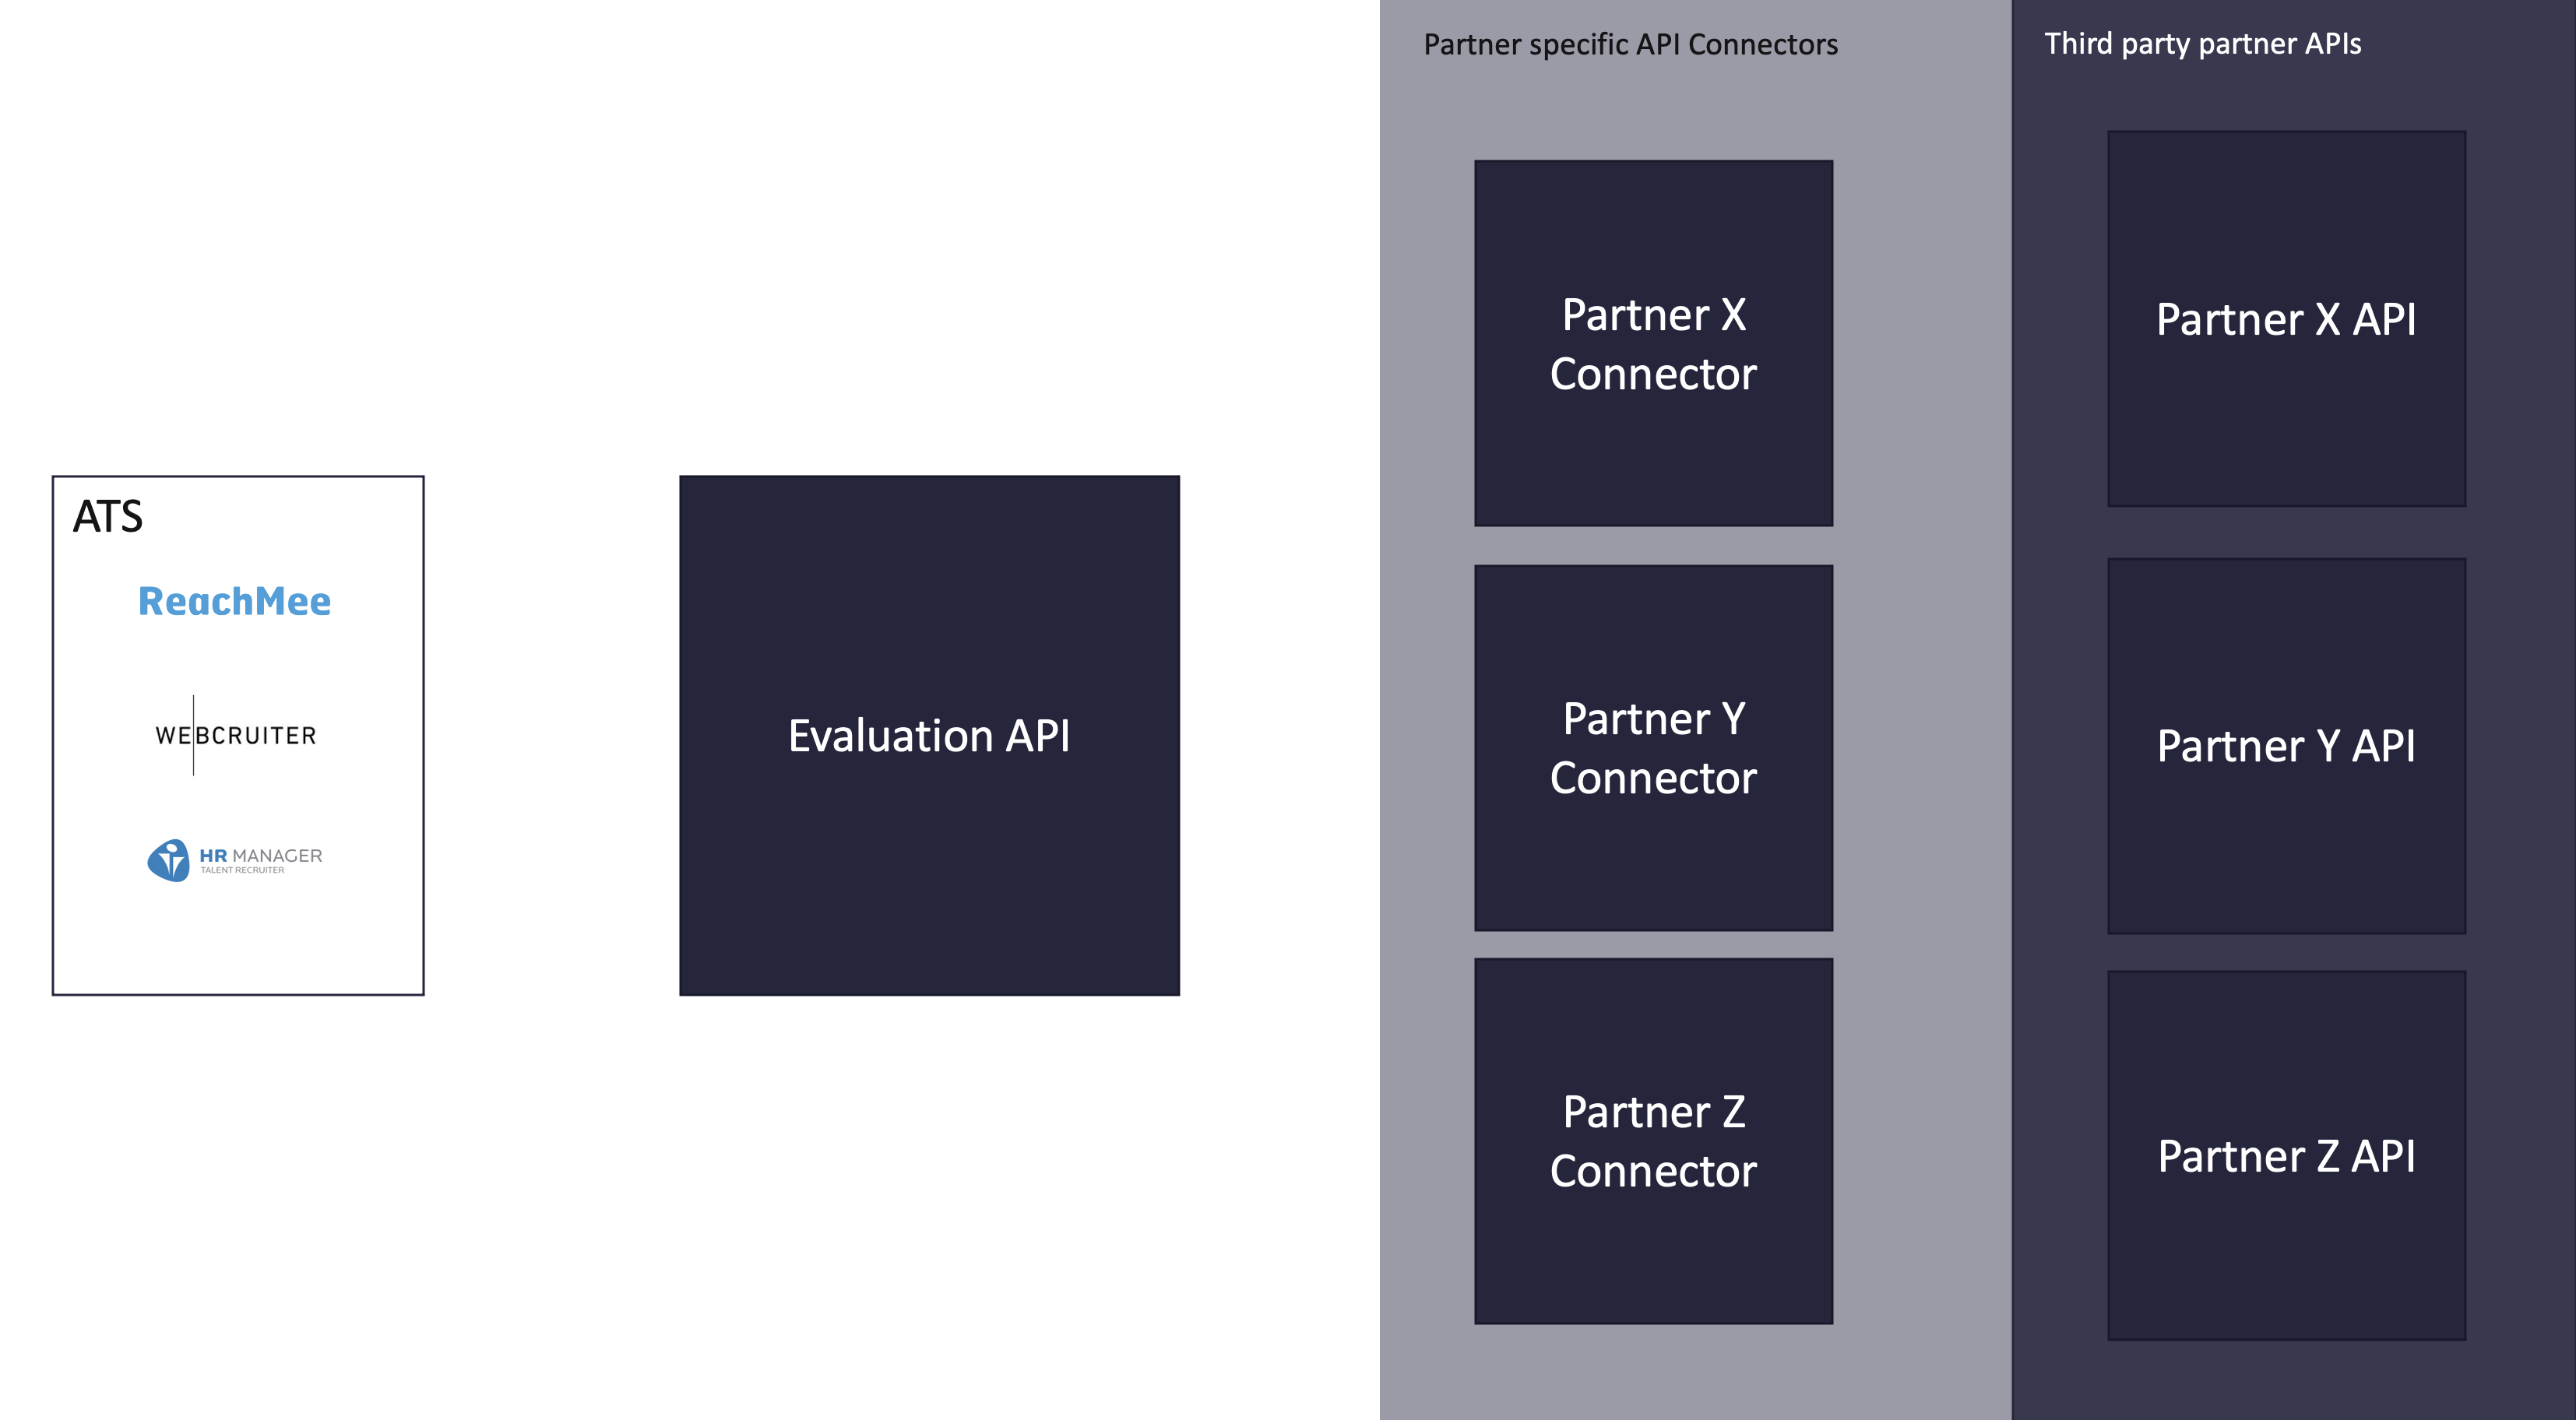 Partner specific API Connectors
Third party partner APIs
ATS
ReachMee
WEBCRUITER
HR MANAGER
TALENT RECRUITER
Evaluation API
Partner X
Connector
Partner Y
Connector
Partner Z
Connector
Partner X API
Partner Y API
Partner Z API